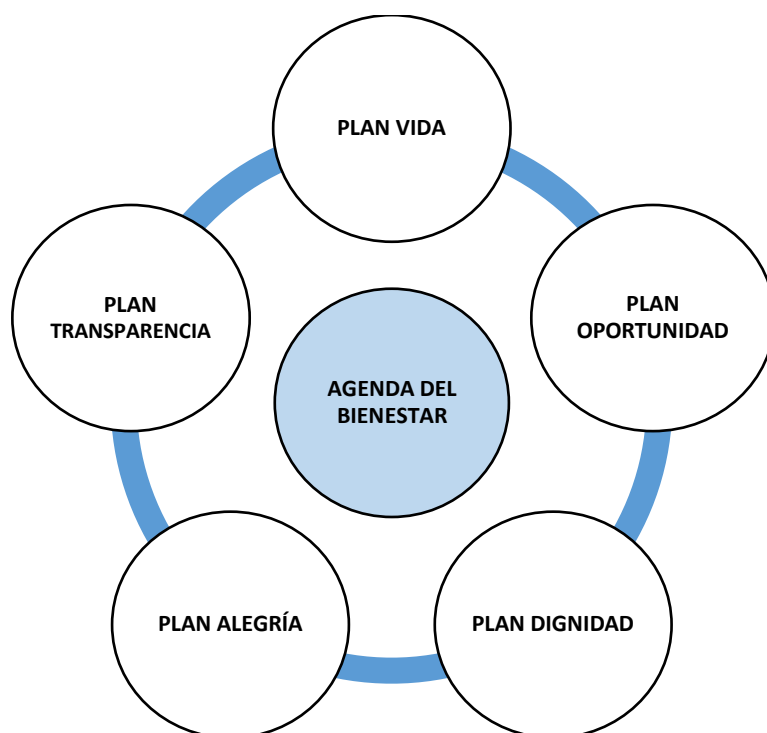 PLAN VIDA
PLAN
OPORTUNIDAD
PLAN DIGNIDAD
PLAN ALEGRÍA
PLAN
TRANSPARENCIA
AGENDA DEL
BIENESTAR